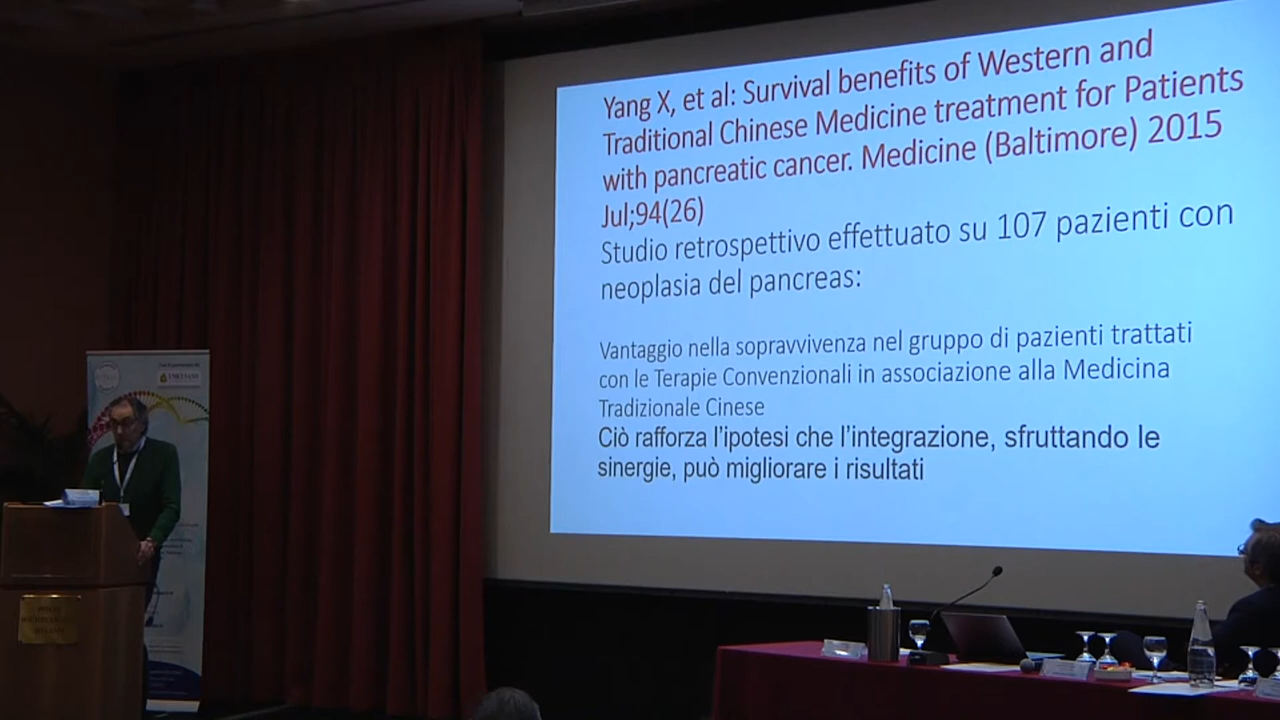 Yang X, et al: Survival benefits of Western and
Traditional Chinese Medicine treatment for Patients
with pancreatic cancer. Medicine (Baltimore) 2015
Jul;94(26)
Studio retrospettivo effettuato su 107 pazienti con
neoplasia del pancreas:
Vantaggio nella sopravvivenza nel gruppo di pazienti trattati
con le Terapie Convenzionali in associazione alla Medicina
Tradizionale Cinese
Ciò rafforza l'ipotesi che l'integrazione, sfruttando le
sinergie, può migliorare i risultati